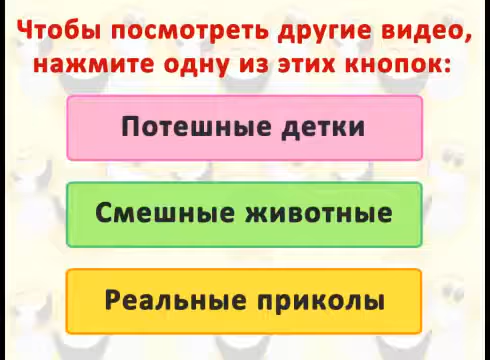 Чтобы посмотреть другие видео,
нажмите одну из этих кнопок:
Потешные детки
Смешные животные
Реальные приколы